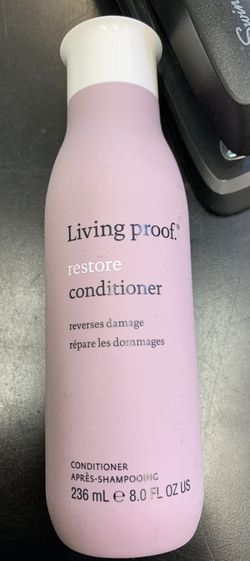 Living proof.®
restore
conditioner
reverses damage
répare les dommages
CONDITIONER
APRÈS-SHAMPOOING
236 mL ℮ 8.0 FL OZ US